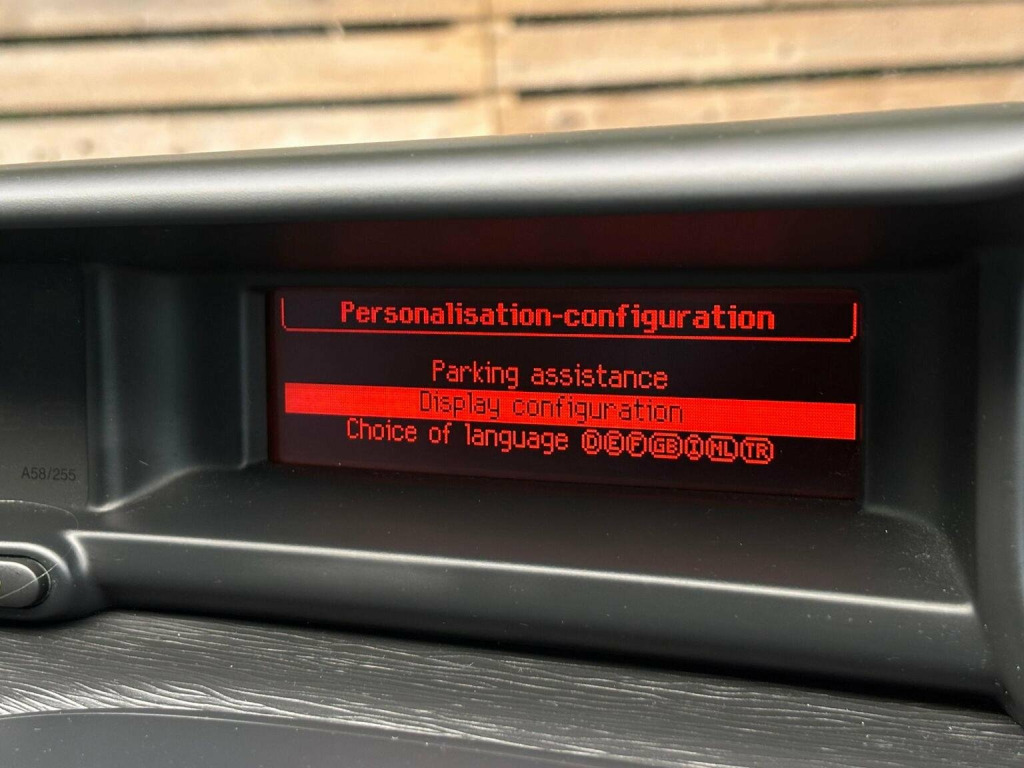 Personalisation-configuration
Parking assistance
Display configuration
Choice of language D E F GB I NL TR
A58/255